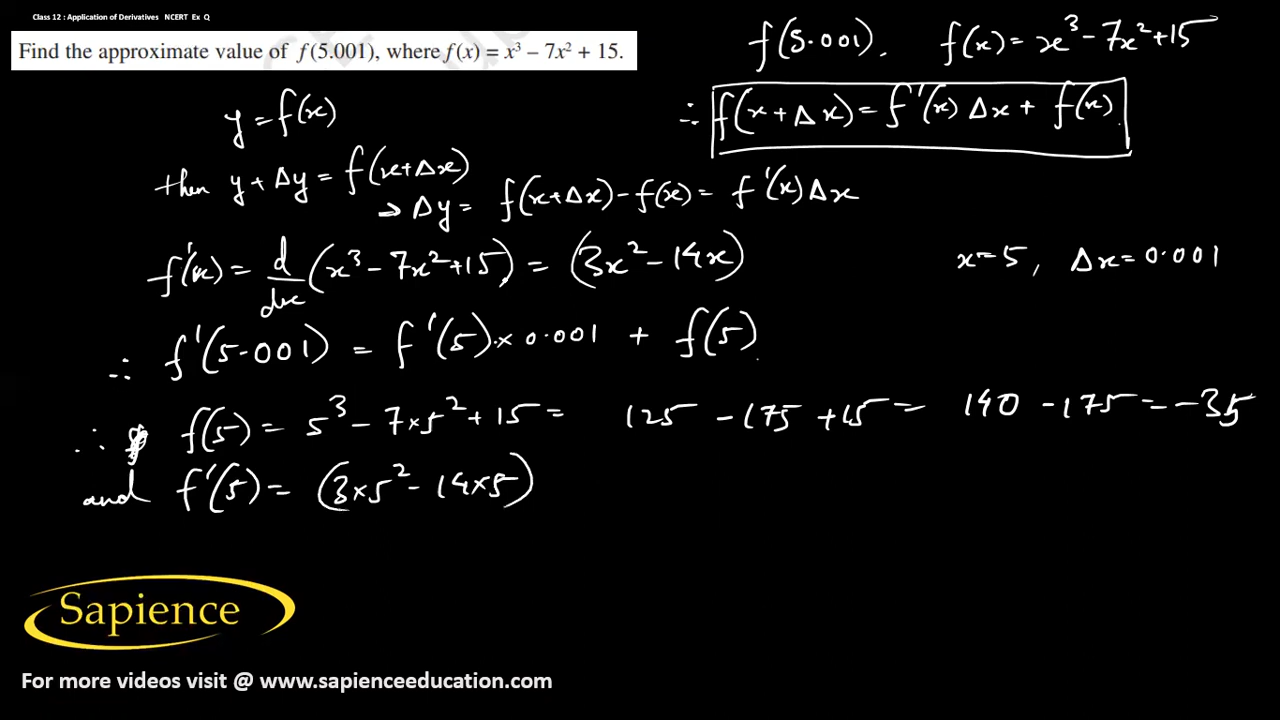 Class 12 : Application of Derivatives NCERT Ex Q
Find the approximate value of f(5.001), where f(x) = x³ – 7x² + 15.
f(5.001), f(x) = x³ - 7x² + 15
∴ f(x + Δx) = f'(x) Δx + f(x)
y = f(x)
then y + Δy = f(x+Δx)
⇒ Δy = f(x+Δx) - f(x) = f'(x) Δx
f'(x) = d/dx (x³ - 7x² + 15) = (3x² - 14x)
x = 5, Δx = 0.001
∴ f'(5.001) = f'(5) × 0.001 + f(5)
∴ f(5) = 5³ - 7×5² + 15 = 125 - 175 + 15 = 140 - 175 = -35
and f'(5) = (3×5² - 14×5)
Sapience
For more videos visit @ www.sapienceeducation.com